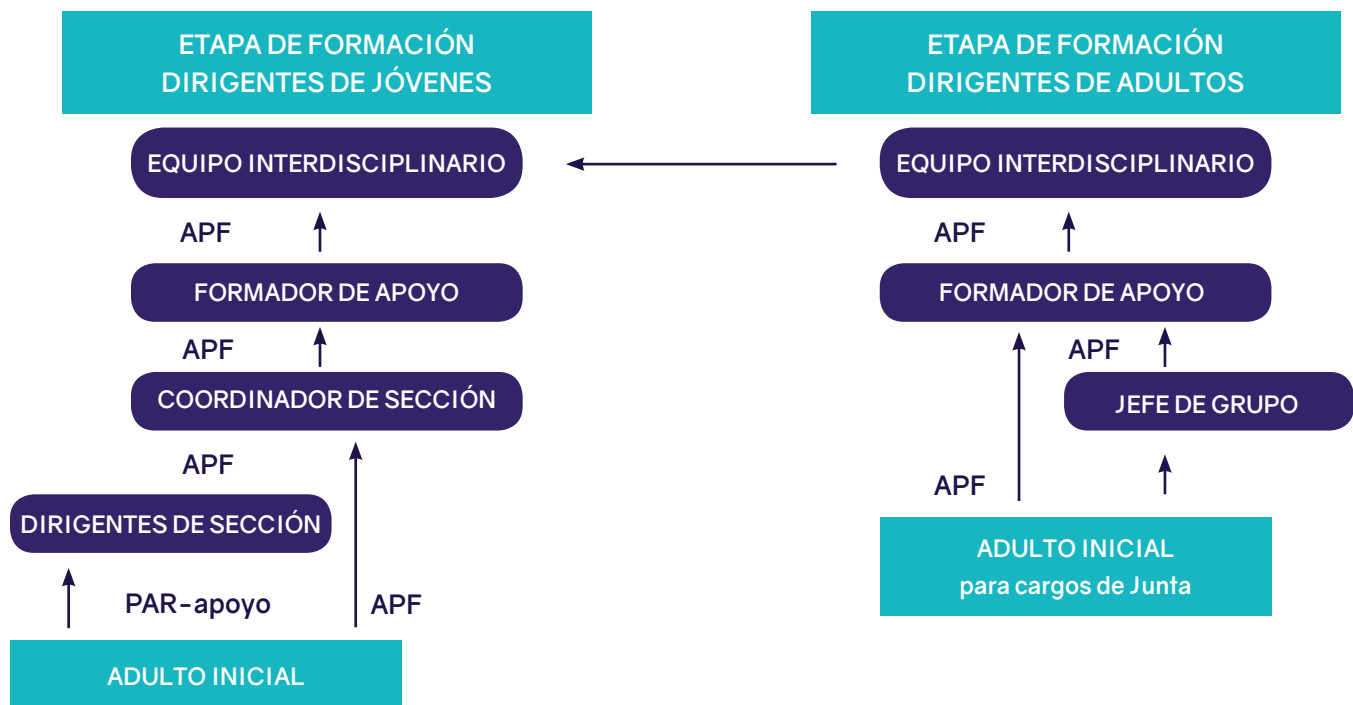 ETAPA DE FORMACIÓN
DIRIGENTES DE JÓVENES
EQUIPO INTERDISCIPLINARIO
APF
FORMADOR DE APOYO
APF
COORDINADOR DE SECCIÓN
APF
DIRIGENTES DE SECCIÓN
PAR-apoyo
APF
ADULTO INICIAL
ETAPA DE FORMACIÓN
DIRIGENTES DE ADULTOS
EQUIPO INTERDISCIPLINARIO
APF
FORMADOR DE APOYO
APF
JEFE DE GRUPO
APF
ADULTO INICIAL
para cargos de Junta